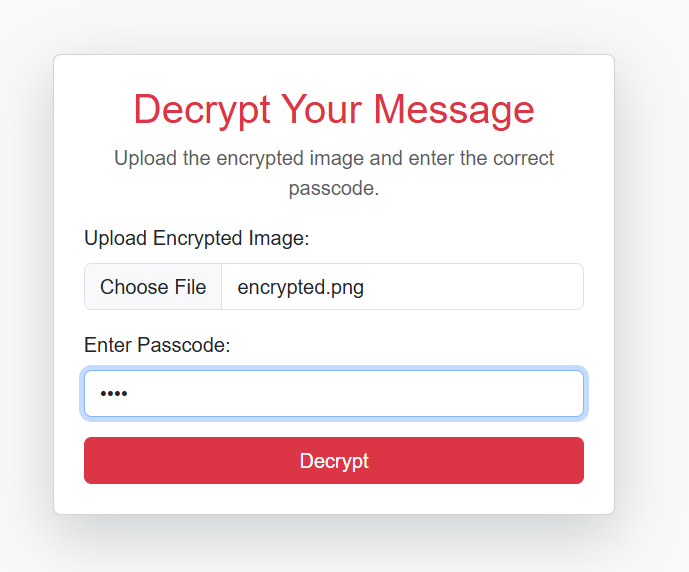 Decrypt Your Message
Upload the encrypted image and enter the correct
passcode.
Upload Encrypted Image:
Choose File encrypted.png
Enter Passcode:
••••
Decrypt